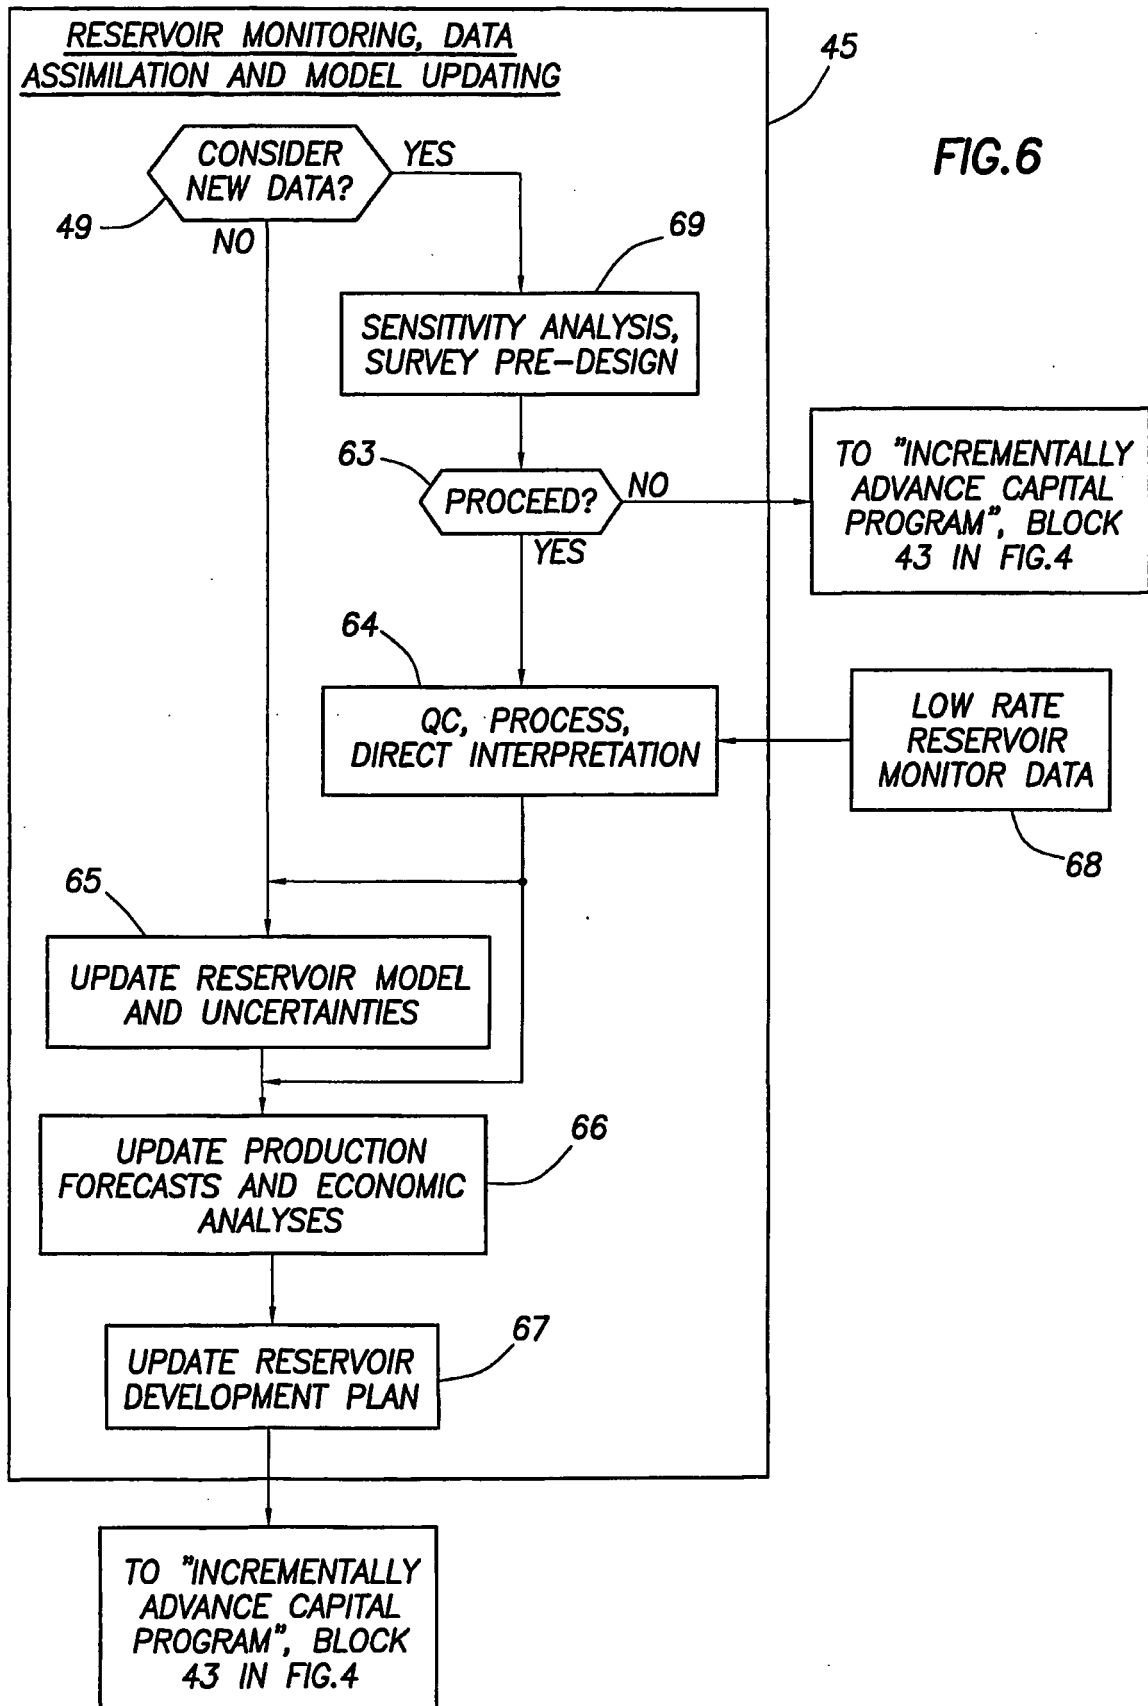 RESERVOIR MONITORING, DATA
ASSIMILATION AND MODEL UPDATING
45
FIG.6
CONSIDER
NEW DATA?
YES
49
NO
69
SENSITIVITY ANALYSIS,
SURVEY PRE-DESIGN
63
PROCEED?
NO
YES
TO "INCREMENTALLY
ADVANCE CAPITAL
PROGRAM", BLOCK
43 IN FIG.4
64
QC, PROCESS,
DIRECT INTERPRETATION
LOW RATE
RESERVOIR
MONITOR DATA
68
65
UPDATE RESERVOIR MODEL
AND UNCERTAINTIES
66
UPDATE PRODUCTION
FORECASTS AND ECONOMIC
ANALYSES
67
UPDATE RESERVOIR
DEVELOPMENT PLAN
TO "INCREMENTALLY
ADVANCE CAPITAL
PROGRAM", BLOCK
43 IN FIG.4